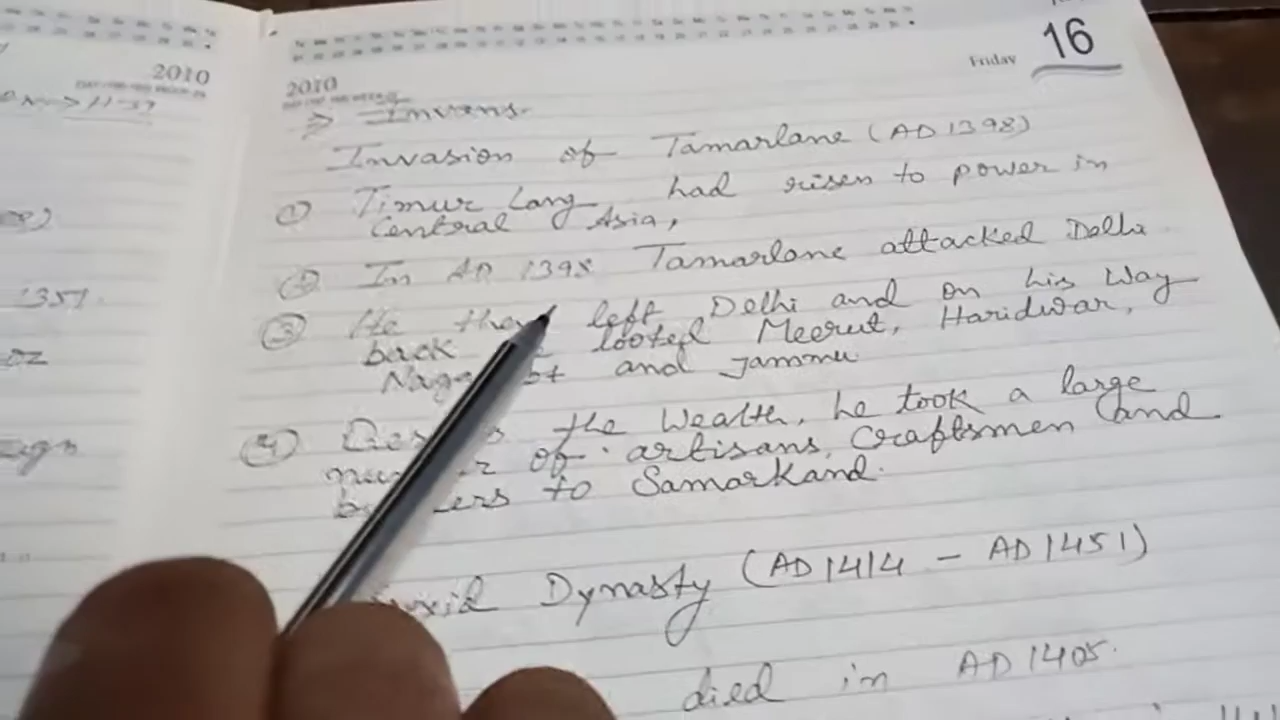 2010
2010
Friday 16
Invans.
Invasion of Tamarlane (AD 1398)
① Timur Lang had risen to power in
Central Asia,
② In AD 1398 Tamarlane attacked Delhi
③ He left Delhi and on his way
back looted Meerut, Haridwar,
and Jammu
④ the Wealth, he took a large
of artisans, Craftsmen and
to Samarkand.
Dynasty (AD 1414 - AD 1451)
died in AD 1405.
1351.